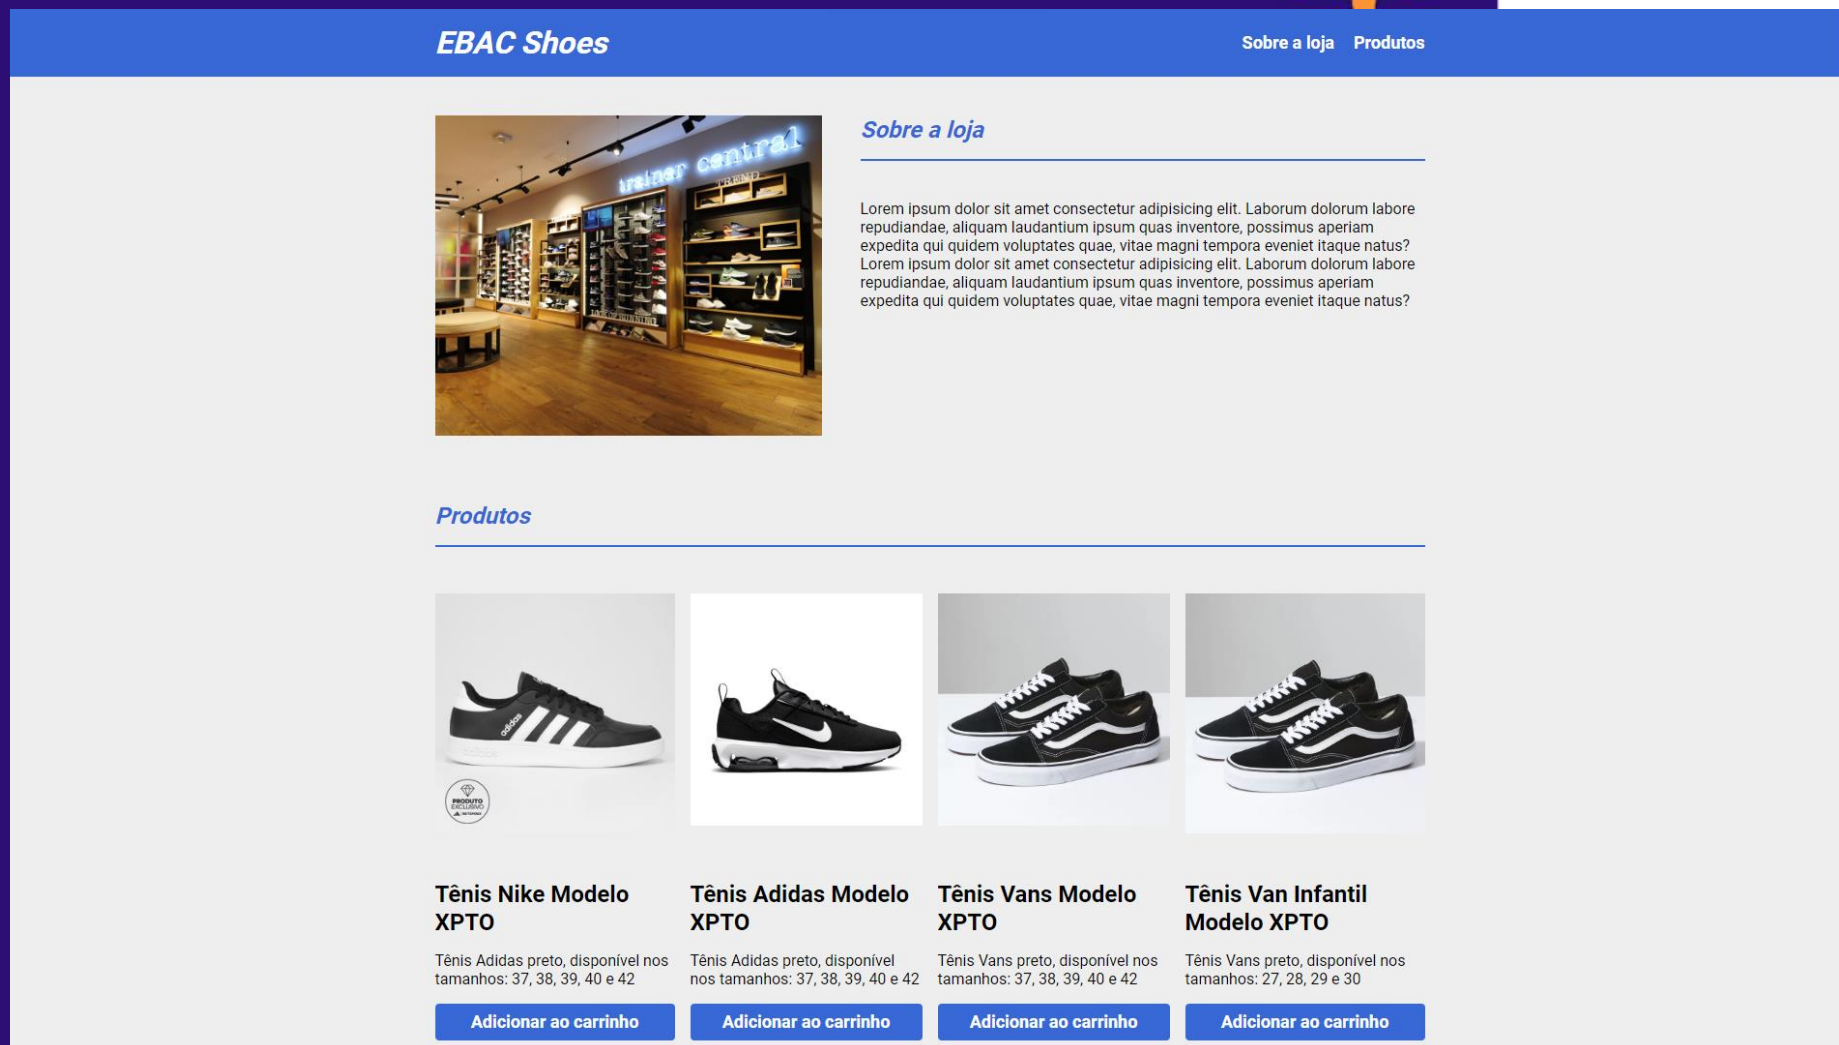 EBAC Shoes
Sobre a loja Produtos
trainer central
TREND
Sobre a loja
Lorem ipsum dolor sit amet consectetur adipisicing elit. Laborum dolorum labore
repudiandae, aliquam laudantium ipsum quas inventore, possimus aperiam
expedita qui quidem voluptates quae, vitae magni tempora eveniet itaque natus?
Lorem ipsum dolor sit amet consectetur adipisicing elit. Laborum dolorum labore
repudiandae, aliquam laudantium ipsum quas inventore, possimus aperiam
expedita qui quidem voluptates quae, vitae magni tempora eveniet itaque natus?
Produtos
adidas
PRODUTO
EXCLUSIVO
Tênis Nike Modelo
XPTO
Tênis Adidas preto, disponível nos
tamanhos: 37, 38, 39, 40 e 42
Adicionar ao carrinho
Tênis Adidas Modelo
XPTO
Tênis Adidas preto, disponível
nos tamanhos: 37, 38, 39, 40 e 42
Adicionar ao carrinho
Tênis Vans Modelo
XPTO
Tênis Vans preto, disponível nos
tamanhos: 37, 38, 39, 40 e 42
Adicionar ao carrinho
Tênis Van Infantil
Modelo XPTO
Tênis Vans preto, disponível nos
tamanhos: 27, 28, 29 e 30
Adicionar ao carrinho